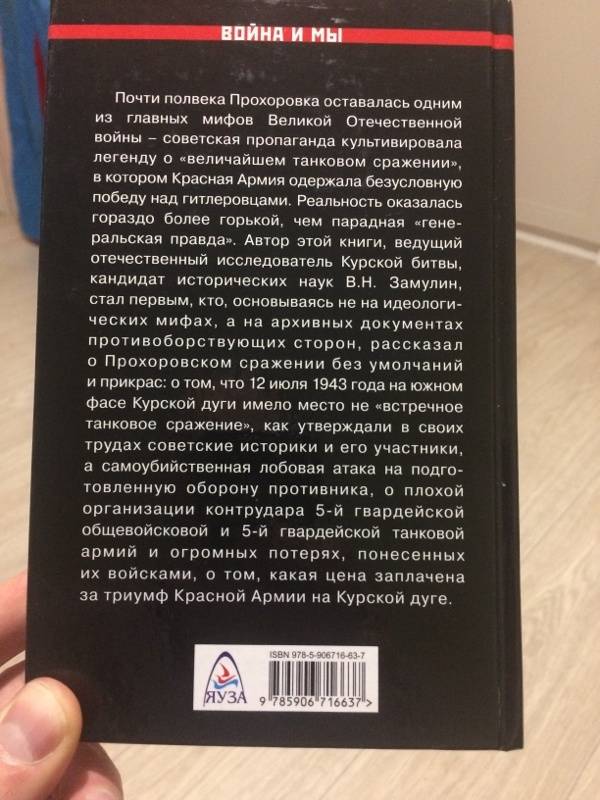 ВОЙНА И МЫ
Почти полвека Прохоровка оставалась одним
из главных мифов Великой Отечественной
войны – советская пропаганда культивировала
легенду о «величайшем танковом сражении»,
в котором Красная Армия одержала безусловную
победу над гитлеровцами. Реальность оказалась
гораздо более горькой, чем парадная «гене-
ральская правда». Автор этой книги, ведущий
отечественный исследователь Курской битвы,
кандидат исторических наук В.Н. Замулин,
стал первым, кто, основываясь не на идеологи-
ческих мифах, а на архивных документах
противоборствующих сторон, рассказал
о Прохоровском сражении без умолчаний
и прикрас: о том, что 12 июля 1943 года на южном
фасе Курской дуги имело место не «встречное
танковое сражение», как утверждали в своих
трудах советские историки и его участники,
а самоубийственная лобовая атака на подго-
товленную оборону противника, о плохой
организации контрудара 5-й гвардейской
общевойсковой и 5-й гвардейской танковой
армий и огромных потерях, понесенных
их войсками, о том, какая цена заплачена
за триумф Красной Армии на Курской дуге.
ISBN 978-5-906716-63-7
ЯУЗА
9 785906 716637 >